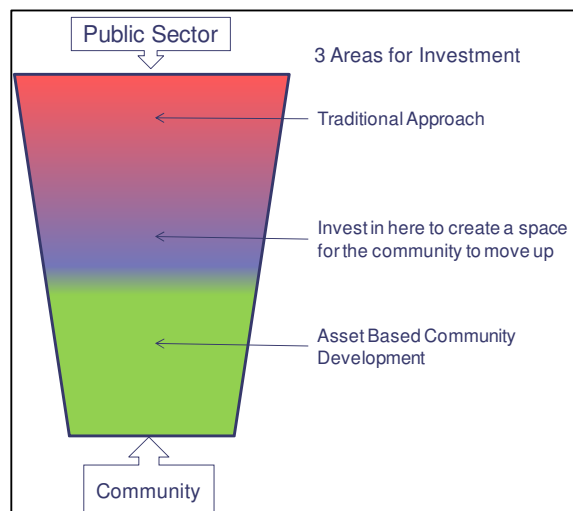 Public Sector
3 Areas for Investment
Traditional Approach
Invest in here to create a space
for the community to move up
Asset Based Community
Development
Community